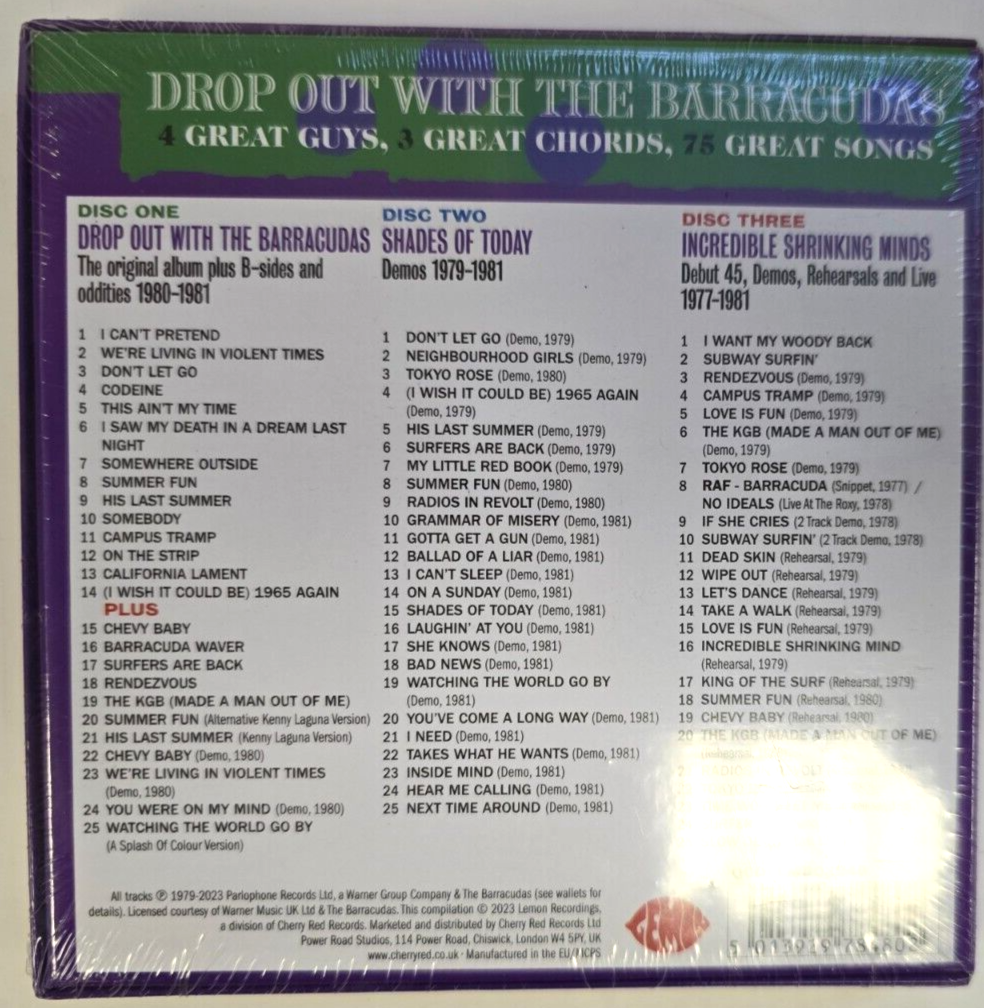 DROP OUT WITH THE BARRACUDAS
4 GREAT GUYS, 3 GREAT CHORDS, 75 GREAT SONGS
DISC ONE
DROP OUT WITH THE BARRACUDAS
The original album plus B-sides and
oddities 1980-1981
1 I CAN'T PRETEND
2 WE'RE LIVING IN VIOLENT TIMES
3 DON'T LET GO
4 CODEINE
5 THIS AIN'T MY TIME
6 I SAW MY DEATH IN A DREAM LAST
NIGHT
7 SOMEWHERE OUTSIDE
8 SUMMER FUN
9 HIS LAST SUMMER
10 SOMEBODY
11 CAMPUS TRAMP
12 ON THE STRIP
13 CALIFORNIA LAMENT
14 (I WISH IT COULD BE) 1965 AGAIN
PLUS
15 CHEVY BABY
16 BARRACUDA WAVER
17 SURFERS ARE BACK
18 RENDEZVOUS
19 THE KGB (MADE A MAN OUT OF ME)
20 SUMMER FUN (Alternative Kenny Laguna Version)
21 HIS LAST SUMMER (Kenny Laguna Version)
22 CHEVY BABY (Demo, 1980)
23 WE'RE LIVING IN VIOLENT TIMES
(Demo, 1980)
24 YOU WERE ON MY MIND (Demo, 1980)
25 WATCHING THE WORLD GO BY
(A Splash Of Colour Version)
DISC TWO
SHADES OF TODAY
Demos 1979-1981
1 DON'T LET GO (Demo, 1979)
2 NEIGHBOURHOOD GIRLS (Demo, 1979)
3 TOKYO ROSE (Demo, 1980)
4 (I WISH IT COULD BE) 1965 AGAIN
(Demo, 1979)
5 HIS LAST SUMMER (Demo, 1979)
6 SURFERS ARE BACK (Demo, 1979)
7 MY LITTLE RED BOOK (Demo, 1979)
8 SUMMER FUN (Demo, 1980)
9 RADIOS IN REVOLT (Demo, 1980)
10 GRAMMAR OF MISERY (Demo, 1981)
11 GOTTA GET A GUN (Demo, 1981)
12 BALLAD OF A LIAR (Demo, 1981)
13 I CAN'T SLEEP (Demo, 1981)
14 ON A SUNDAY (Demo, 1981)
15 SHADES OF TODAY (Demo, 1981)
16 LAUGHIN' AT YOU (Demo, 1981)
17 SHE KNOWS (Demo, 1981)
18 BAD NEWS (Demo, 1981)
19 WATCHING THE WORLD GO BY
(Demo, 1981)
20 YOU'VE COME A LONG WAY (Demo, 1981)
21 I NEED (Demo, 1981)
22 TAKES WHAT HE WANTS (Demo, 1981)
23 INSIDE MIND (Demo, 1981)
24 HEAR ME CALLING (Demo, 1981)
25 NEXT TIME AROUND (Demo, 1981)
DISC THREE
INCREDIBLE SHRINKING MINDS
Debut 45, Demos, Rehearsals and Live
1977-1981
1 I WANT MY WOODY BACK
2 SUBWAY SURFIN'
3 RENDEZVOUS (Demo, 1979)
4 CAMPUS TRAMP (Demo, 1979)
5 LOVE IS FUN (Demo, 1979)
6 THE KGB (MADE A MAN OUT OF ME)
(Demo, 1979)
7 TOKYO ROSE (Demo, 1979)
8 RAF - BARRACUDA (Snippet, 1977) /
NO IDEALS (Live At The Roxy, 1978)
9 IF SHE CRIES (2 Track Demo, 1978)
10 SUBWAY SURFIN' (2 Track Demo, 1978)
11 DEAD SKIN (Rehearsal, 1979)
12 WIPE OUT (Rehearsal, 1979)
13 LET'S DANCE (Rehearsal, 1979)
14 TAKE A WALK (Rehearsal, 1979)
15 LOVE IS FUN (Rehearsal, 1979)
16 INCREDIBLE SHRINKING MIND
(Rehearsal, 1979)
17 KING OF THE SURF (Rehearsal, 1979)
18 SUMMER FUN (Rehearsal, 1980)
19 CHEVY BABY (Rehearsal, 1980)
20 THE KGB (MADE A MAN OUT OF ME)
All tracks ℗ 1979-2023 Parlophone Records Ltd, a Warner Group Company & The Barracudas (see wallets for
details). Licensed courtesy of Warner Music UK Ltd & The Barracudas. This compilation © 2023 Lemon Recordings,
a division of Cherry Red Records. Marketed and distributed by Cherry Red Records Ltd
Power Road Studios, 114 Power Road, Chiswick, London W4 5PY, UK
www.cherryred.co.uk · Manufactured in the EU/